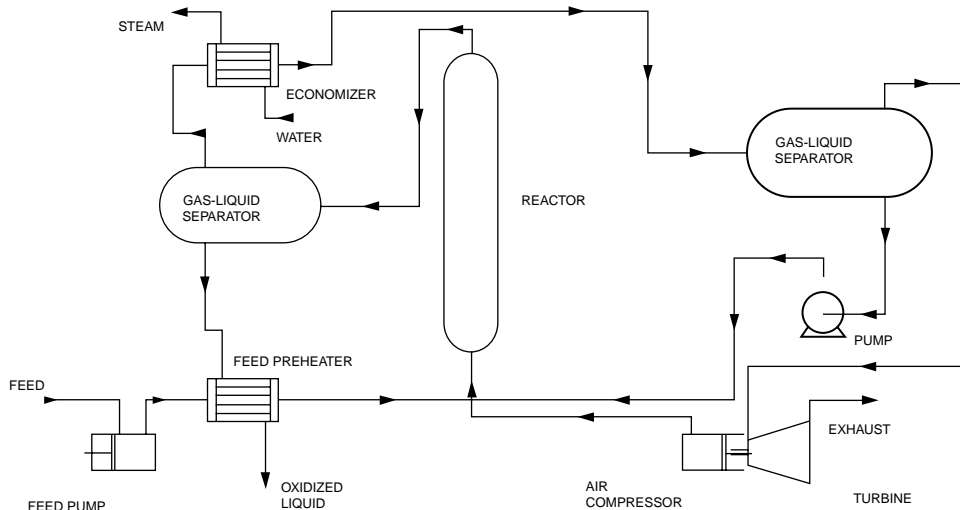 STEAM
ECONOMIZER
WATER
GAS-LIQUID
SEPARATOR
GAS-LIQUID
SEPARATOR
REACTOR
PUMP
FEED PREHEATER
FEED
EXHAUST
OXIDIZED
LIQUID
AIR
COMPRESSOR
TURBINE
FEED PUMP